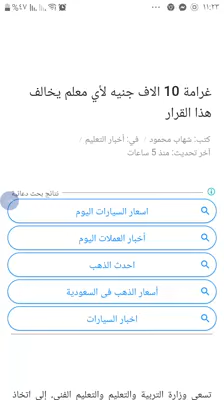 ١١:٢٣
%٤٧
غرامة 10 الاف جنيه لأي معلم يخالف
هذا القرار
كتب: شهاب محمود / في: أخبار التعليم /
آخر تحديث: منذ 5 ساعات
نتائج بحث دعائية
اسعار السيارات اليوم
أخبار العملات اليوم
احدث الذهب
أسعار الذهب في السعودية
اخبار السيارات
تسعى وزارة التربية والتعليم والتعليم الفني، إلى اتخاذ